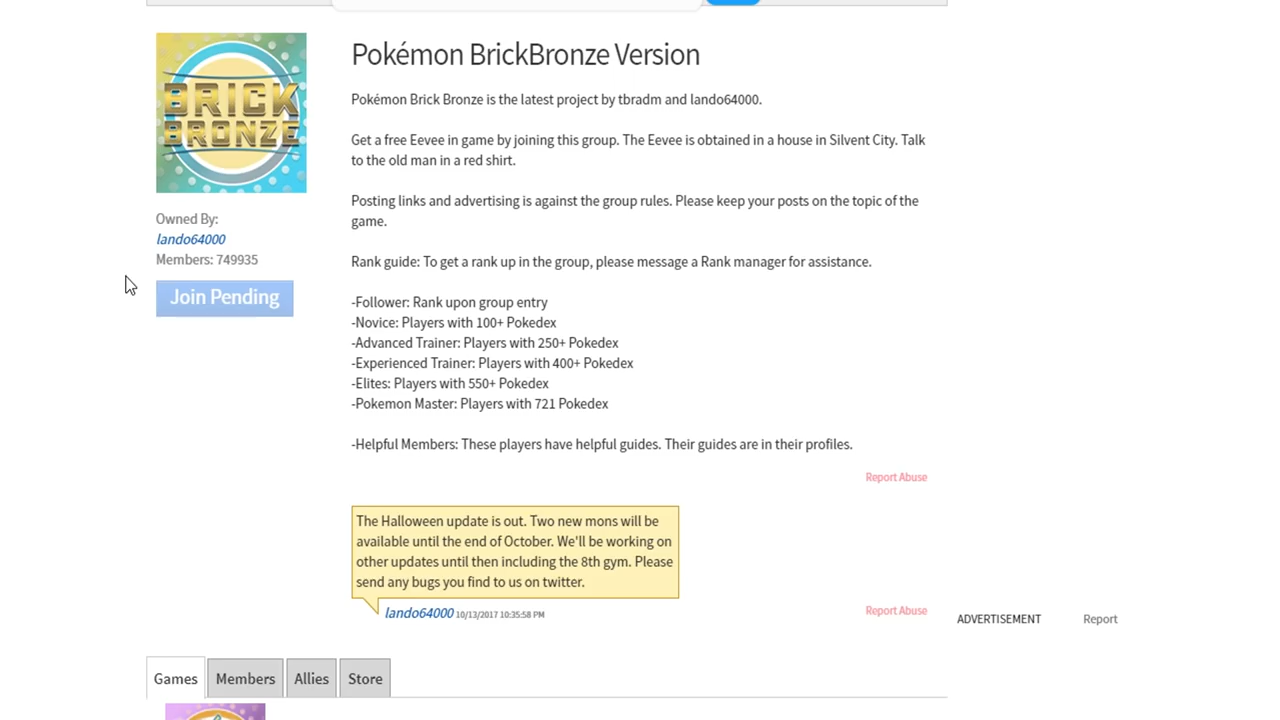 Pokémon BrickBronze Version
BRICK
BRONZE
Pokémon Brick Bronze is the latest project by tbradm and lando64000.
Get a free Eevee in game by joining this group. The Eevee is obtained in a house in Silvent City. Talk
to the old man in a red shirt.
Posting links and advertising is against the group rules. Please keep your posts on the topic of the
game.
Owned By:
lando64000
Members: 749935
Join Pending
Rank guide: To get a rank up in the group, please message a Rank manager for assistance.
-Follower: Rank upon group entry
-Novice: Players with 100+ Pokedex
-Advanced Trainer: Players with 250+ Pokedex
-Experienced Trainer: Players with 400+ Pokedex
-Elites: Players with 550+ Pokedex
-Pokemon Master: Players with 721 Pokedex
-Helpful Members: These players have helpful guides. Their guides are in their profiles.
Report Abuse
The Halloween update is out. Two new mons will be
available until the end of October. We'll be working on
other updates until then including the 8th gym. Please
send any bugs you find to us on twitter.
lando64000 10/13/2017 10:35:58 PM
Report Abuse
ADVERTISEMENT
Report
Games
Members
Allies
Store